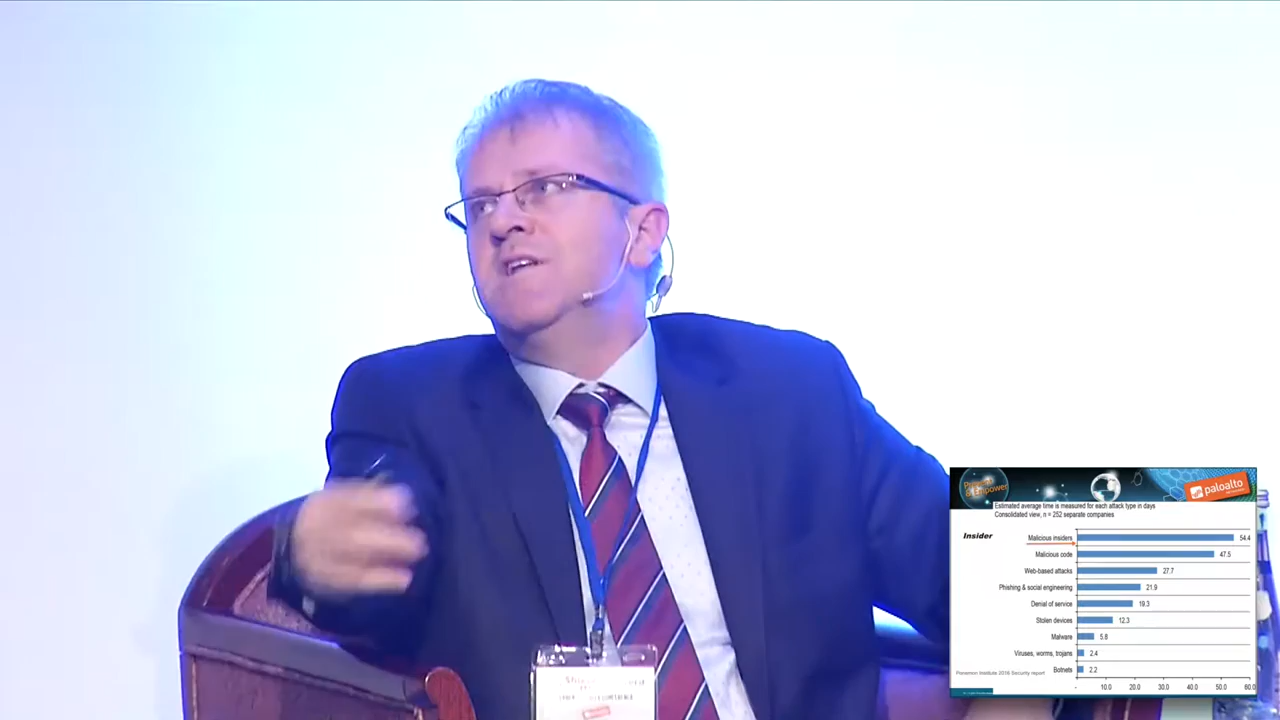 Prevent
& Empower
paloalto
Estimated average time is measured for each attack type in days
Consolidated view, n = 252 separate companies
Insider
Malicious insiders 54.4
Malicious code 47.5
Web-based attacks 27.7
Phishing & social engineering 21.9
Denial of service 19.3
Stolen devices 12.3
Malware 5.8
Viruses, worms, trojans 2.4
Botnets 2.2
Ponemon Institute 2016 Security report
- 10.0 20.0 30.0 40.0 50.0 60.0